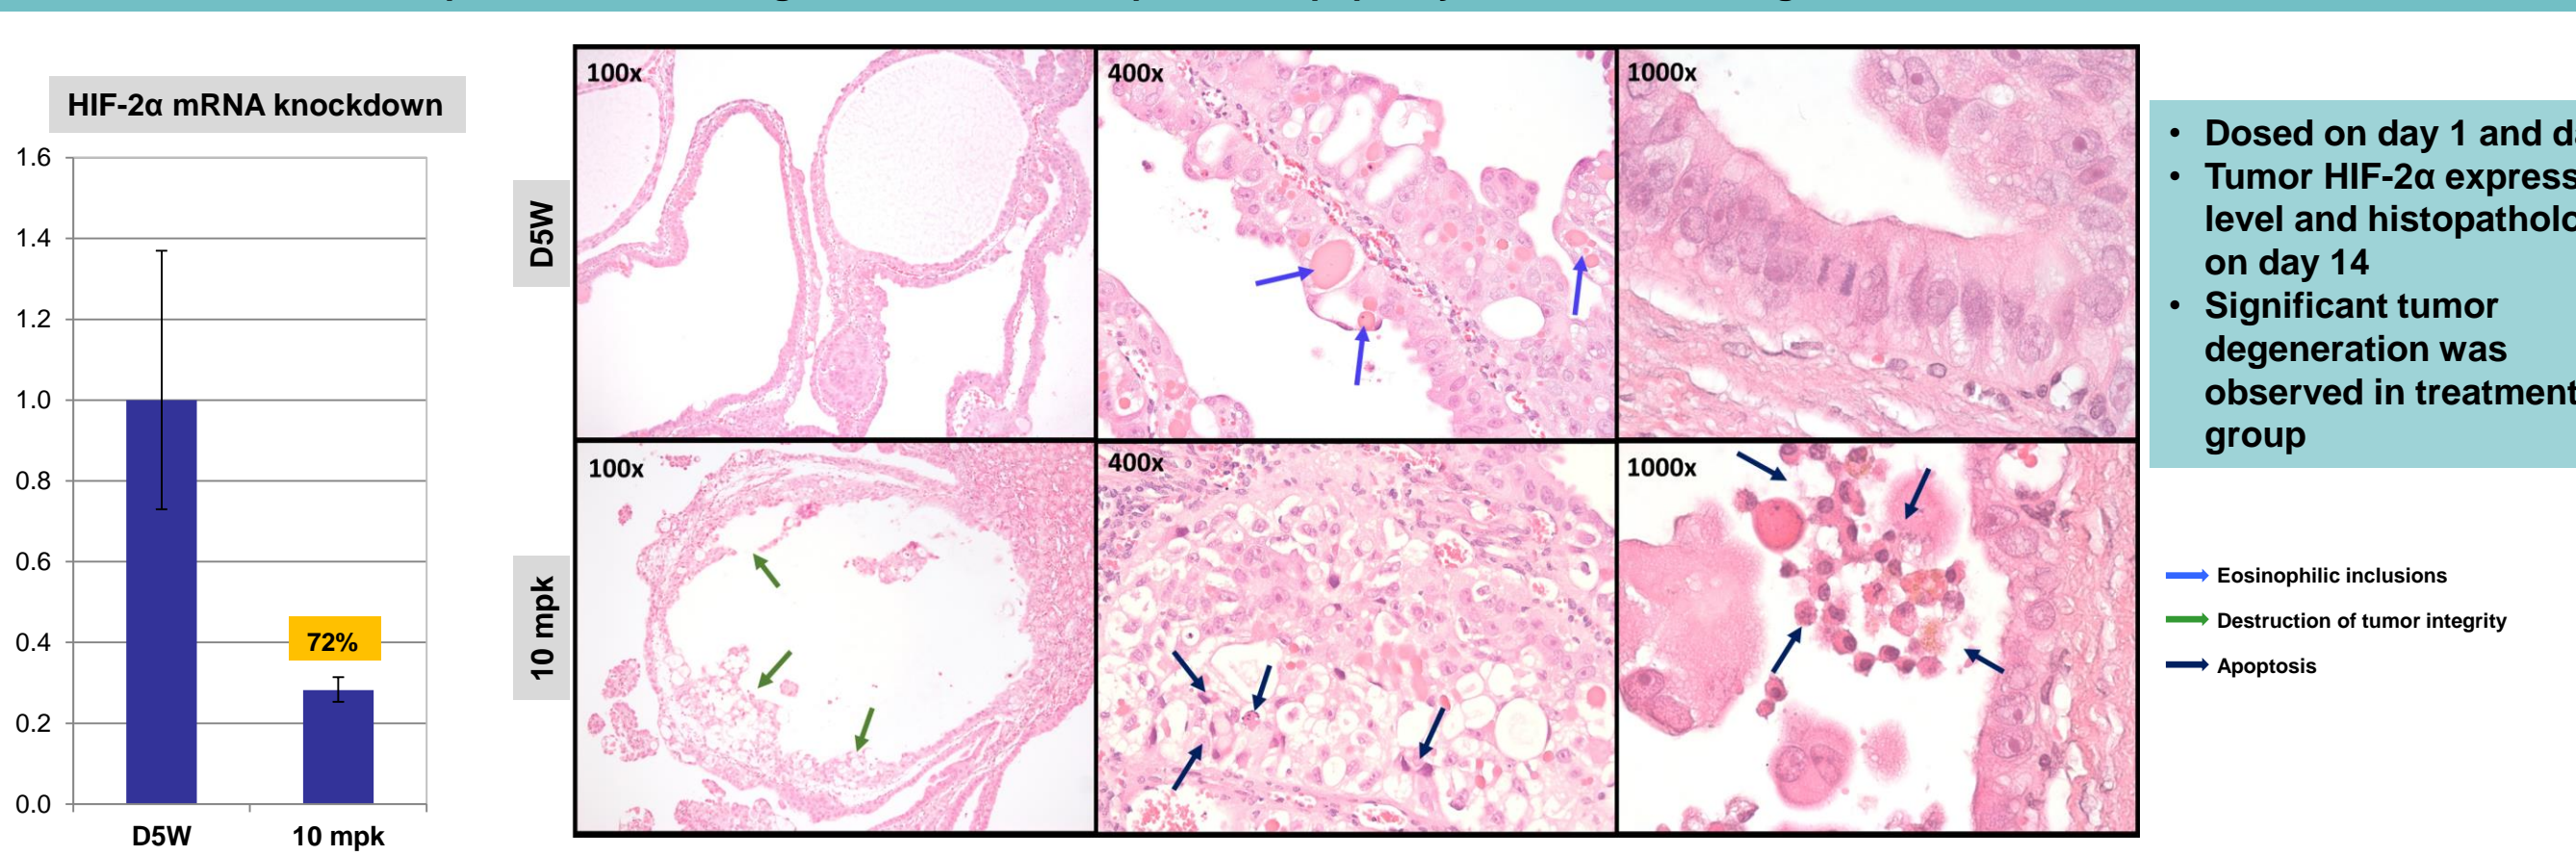 HIF-2α mRNA knockdown
1.6
1.4
1.2
1.0
0.8
0.6
0.4
0.2
0.0
72%
D5W
10 mpk
D5W
100x
400x
1000x
10 mpk
100x
400x
1000x
• Dosed on day 1 and
• Tumor HIF-2α
level and
on day 14
• Significant tumor
degeneration was
observed in treatment
group
Eosinophilic inclusions
Destruction of tumor integrity
Apoptosis